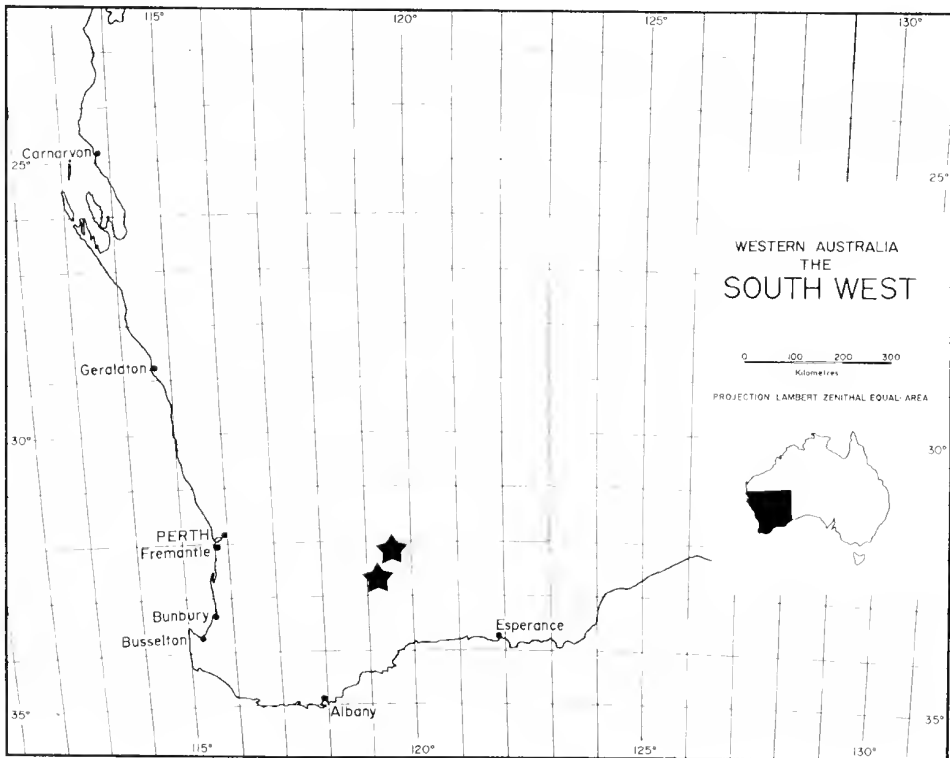 115°
120°
125°
130°
Carnarvon
25°
25°
WESTERN AUSTRALIA
THE
SOUTH WEST
0 100 200 300
Kilometres
PROJECTION LAMBERT ZENITHAL EQUAL-AREA
Geraldton
30°
30°
PERTH
Fremantle
Bunbury
Busselton
Esperance
Albany
35°
35°
115°
120°
125°
130°